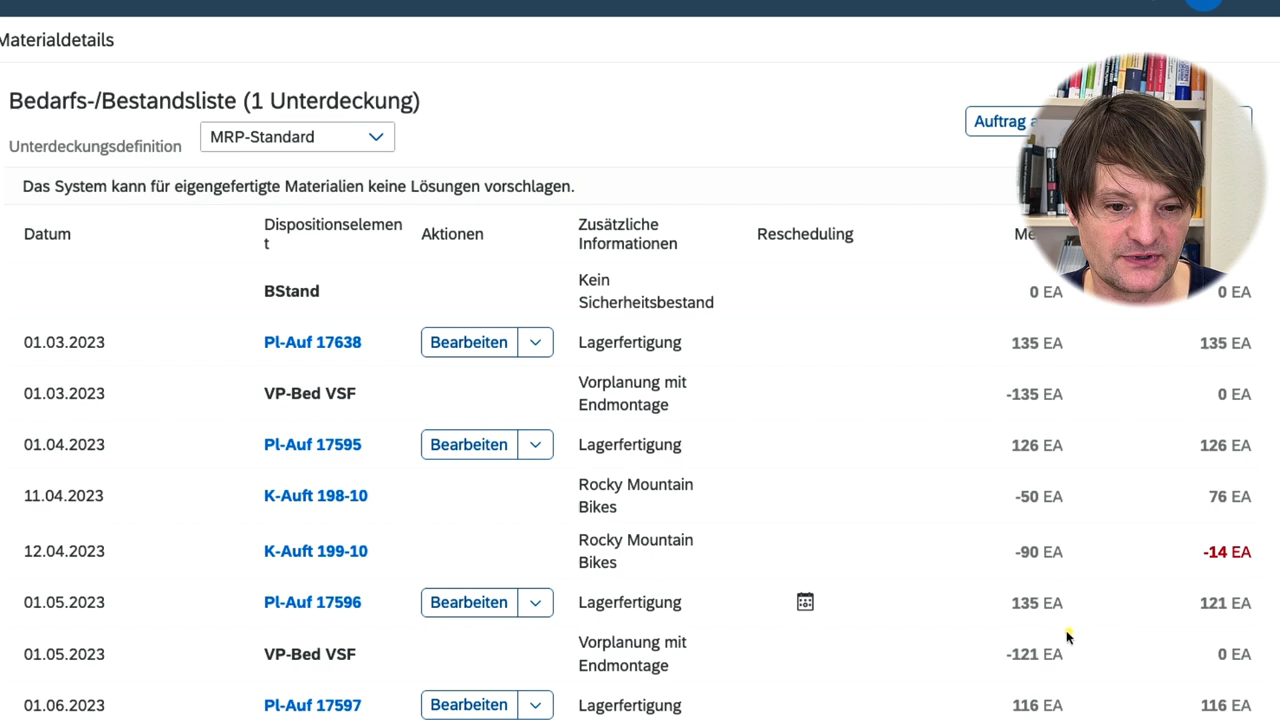 Materialdetails
Bedarfs-/Bestandsliste (1 Unterdeckung)
Auftrag
Unterdeckungsdefinition MRP-Standard
Das System kann für eigengefertigte Materialien keine Lösungen vorschlagen.
Datum Dispositionselemen
t Aktionen Zusätzliche
Informationen Rescheduling
BStand Kein
Sicherheitsbestand 0 EA 0 EA
01.03.2023 Pl-Auf 17638 Bearbeiten Lagerfertigung 135 EA 135 EA
01.03.2023 VP-Bed VSF Vorplanung mit
Endmontage -135 EA 0 EA
01.04.2023 Pl-Auf 17595 Bearbeiten Lagerfertigung 126 EA 126 EA
11.04.2023 K-Auft 198-10 Rocky Mountain
Bikes -50 EA 76 EA
12.04.2023 K-Auft 199-10 Rocky Mountain
Bikes -90 EA -14 EA
01.05.2023 Pl-Auf 17596 Bearbeiten Lagerfertigung 135 EA 121 EA
01.05.2023 VP-Bed VSF Vorplanung mit
Endmontage -121 EA 0 EA
01.06.2023 Pl-Auf 17597 Bearbeiten Lagerfertigung 116 EA 116 EA